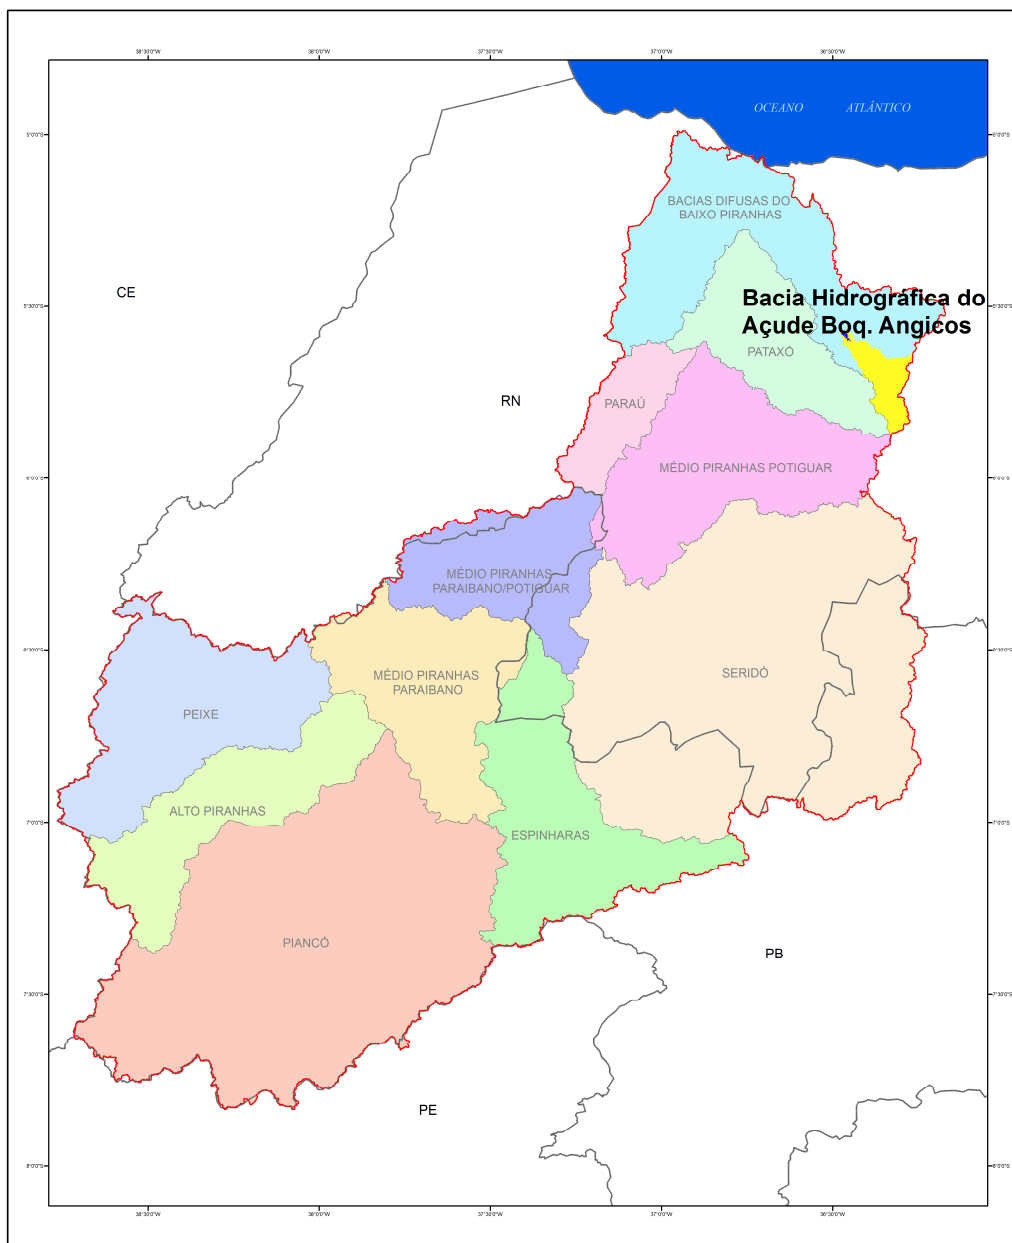 38°30'0"W 38°0'0"W 37°30'0"W 37°0'0"W 36°30'0"W
OCEANO ATLÂNTICO
5°0'0"S 5°0'0"S
BACIAS DIFUSAS DO
BAIXO PIRANHAS
CE
Bacia Hidrográfica do
5°30'0"S 5°30'0"S
Açude Boq. Angicos
PATAXÓ
RN
PARAÚ
MÉDIO PIRANHAS POTIGUAR
6°0'0"S 6°0'0"S
MÉDIO PIRANHAS
PARAIBANO/POTIGUAR
6°30'0"S 6°30'0"S
MÉDIO PIRANHAS
PARAIBANO
SERIDÓ
PEIXE
ALTO PIRANHAS
7°0'0"S 7°0'0"S
ESPINHARAS
PIANCÓ
PB
7°30'0"S 7°30'0"S
PE
8°0'0"S 8°0'0"S
38°30'0"W 38°0'0"W 37°30'0"W 37°0'0"W 36°30'0"W